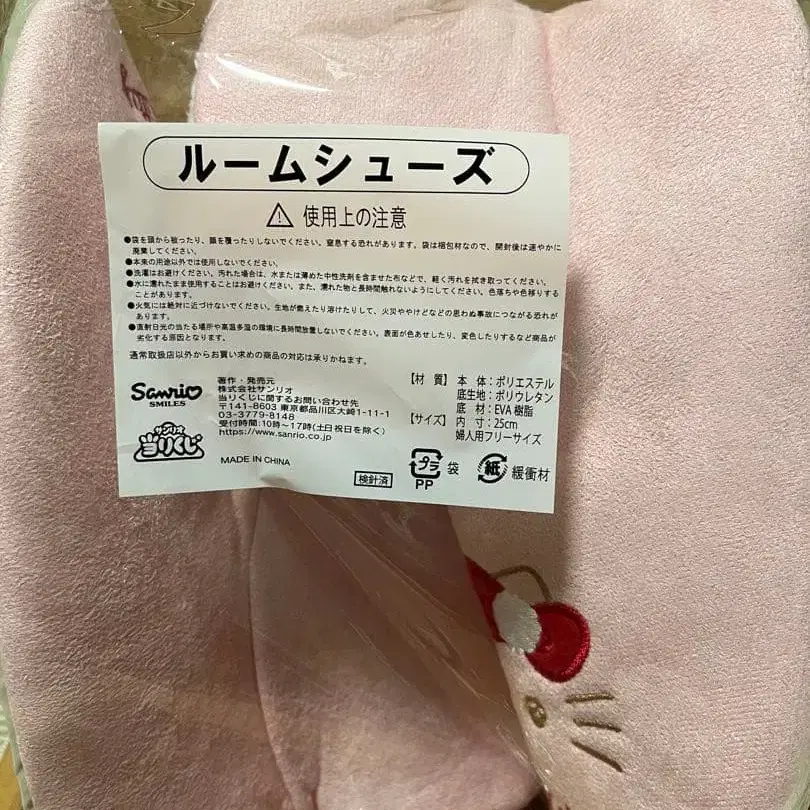 ルームシューズ
使用上の注意
●袋を頭から被ったり、顔を覆ったりしないでください。窒息する恐れがあります。袋は梱包材なので、開封後は速やかに
廃棄してください。
●本来の用途以外では使用しないでください。
●洗濯はお避けください。汚れた場合は、水または薄めた中性洗剤を含ませた布などで、軽く汚れを拭き取ってください。
●水に濡れたまま使用することはお避けください。また、濡れた物と長時間触れないようにしてください。色落ちや色移りする
ことがあります。
●火気には絶対に近づけないでください。生地が燃えたり溶けたりして、火災ややけどなどの思わぬ事故につながる恐れが
あります。
●直射日光の当たる場所や高温多湿の環境に長時間放置しないでください。表面が色あせしたり、変色したりするなど商品が
劣化する原因となります。
通常取扱店以外からお買い求めの商品の対応は承りかねます。
Sanrio
SMILES
サンリオ
当りくじ
著作・発売元
株式会社サンリオ
当りくじに関するお問い合わせ先
〒141-8603 東京都品川区大崎1-11-1
03-3779-8148
受付時間:10時〜17時(土日祝日を除く)
https://www.sanrio.co.jp
MADE IN CHINA
【材 質】 本 体:ポリエステル
底生地:ポリウレタン
底 材:EVA樹脂
【サイズ】 内 寸:25cm
婦人用フリーサイズ
検針済
プラ 袋
PP
紙 緩衝材